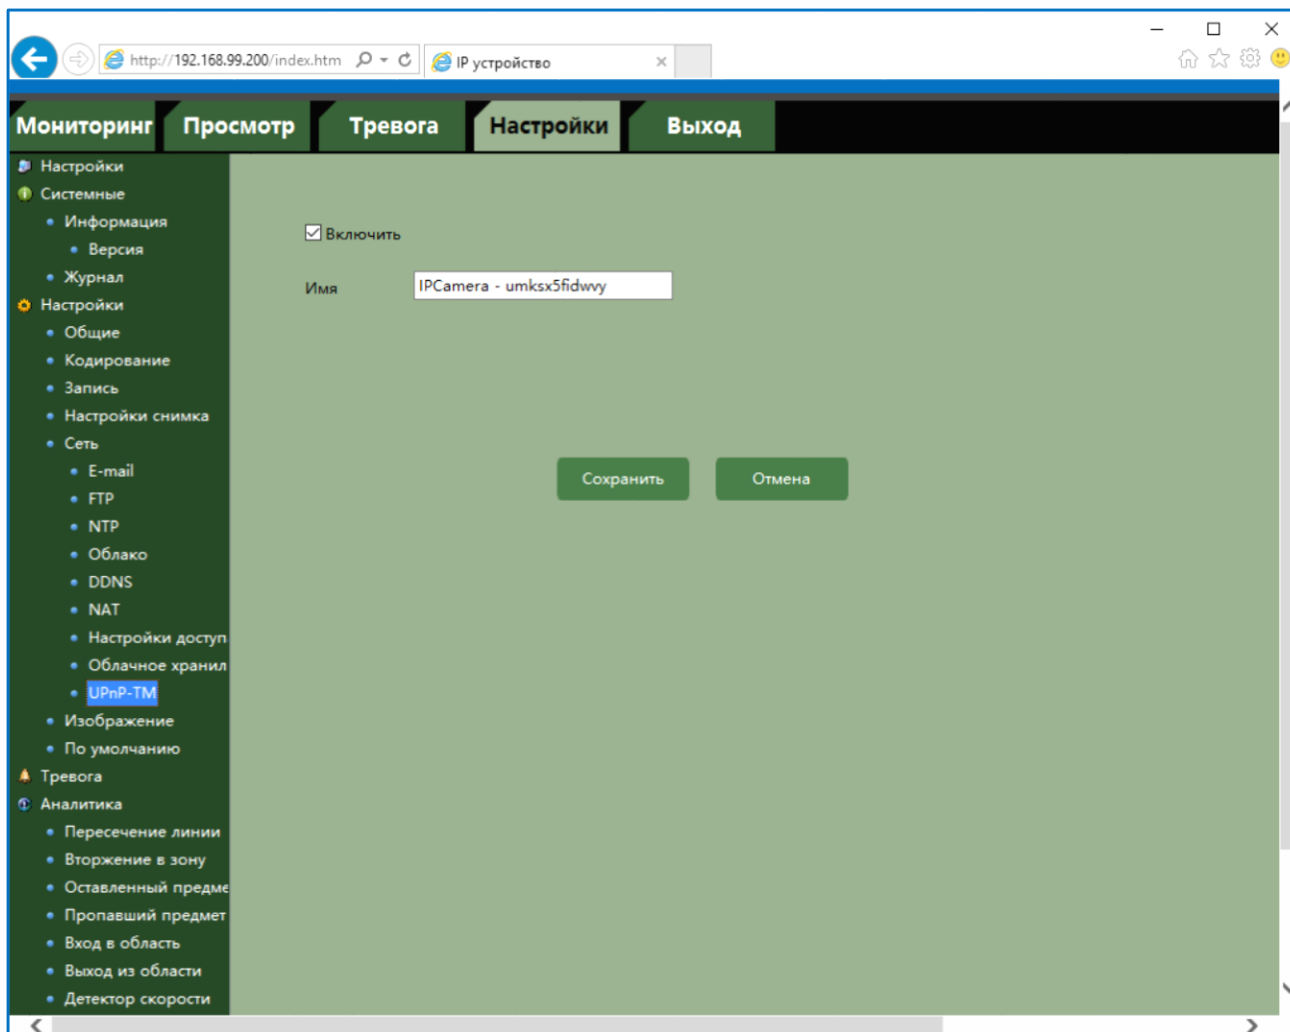 http://192.168.99.200/index.htm
IP устройство
Мониторинг Просмотр Тревога Настройки Выход
Настройки
Системные
Информация
Версия
Журнал
Настройки
Общие
Кодирование
Запись
Настройки снимка
Сеть
E-mail
FTP
NTP
Облако
DDNS
NAT
Настройки доступ
Облачное хранил
UPnP-TM
Изображение
По умолчанию
Тревога
Аналитика
Пересечение линии
Вторжение в зону
Оставленный предме
Пропавший предмет
Вход в область
Выход из области
Детектор скорости
Включить
Имя IPCamera - umksx5fidwvy
Сохранить Отмена